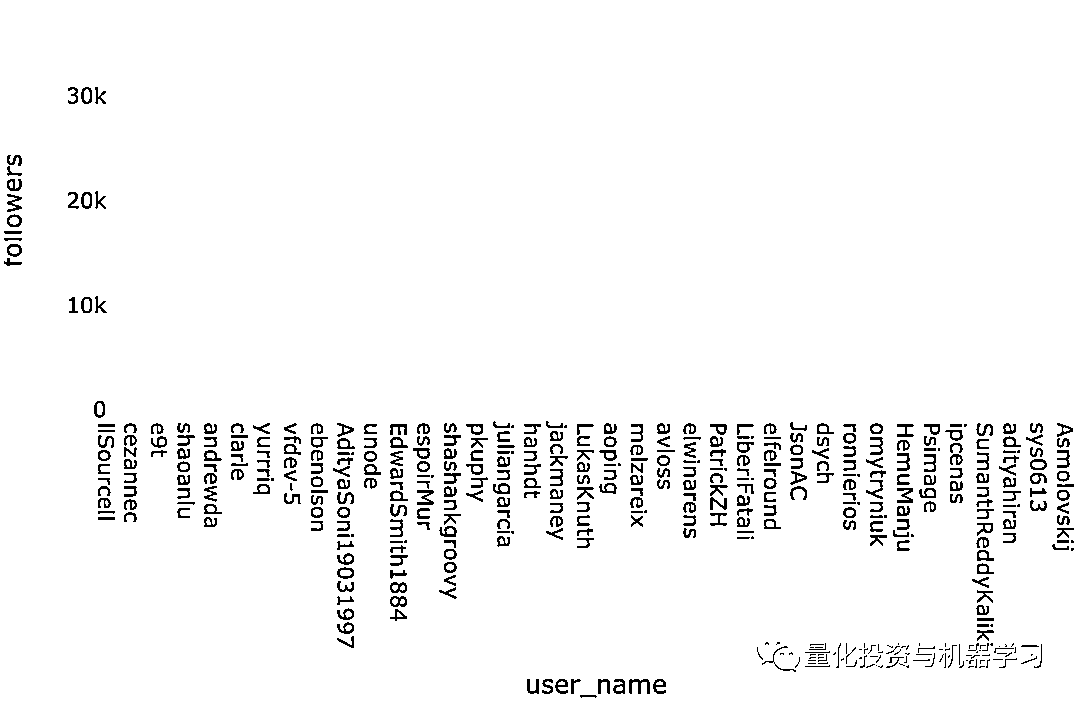 followers
30k
20k
10k
0
llSourcell
cezannec
e9t
shaoanlu
andrewda
clarle
yurrriq
vfdev-5
ebenolson
AdityaSoni19031997
unode
EdwardSmith1884
espoirMur
shashankgroovy
pkuphy
juliangarcia
hanhdt
jackmaney
LukasKnuth
aoping
melzareix
avloss
elwinarens
PatrickZH
LiberiFatali
elfelround
JsonAC
dsych
ronnierios
omytryniuk
HemuManju
Psimage
ipcenas
SumanthReddyKaliki
adityahiran
sys0613
Asmolovskij
user_name
量化投资与机器学习